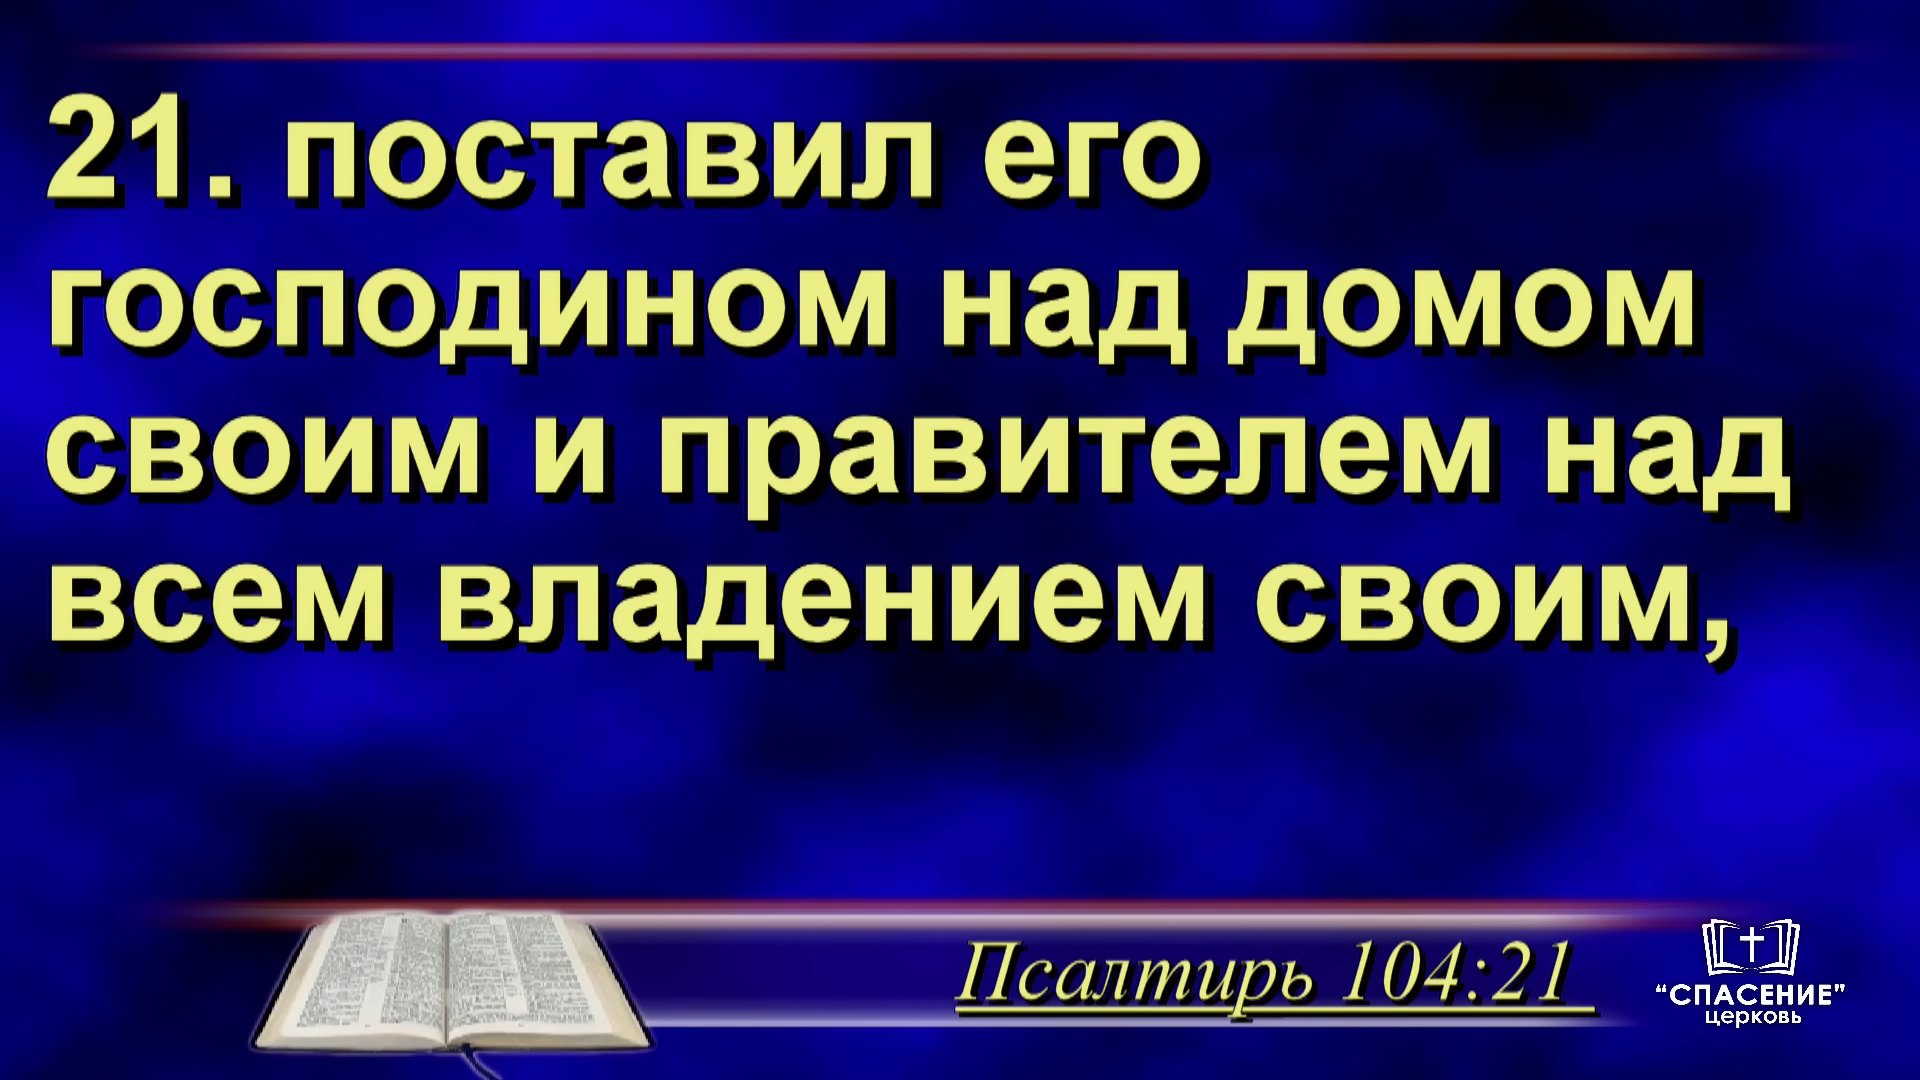 21. поставил его
господином над домом
своим и правителем над
всем владением своим,
Псалтирь 104:21
“СПАСЕНИЕ”
церковь